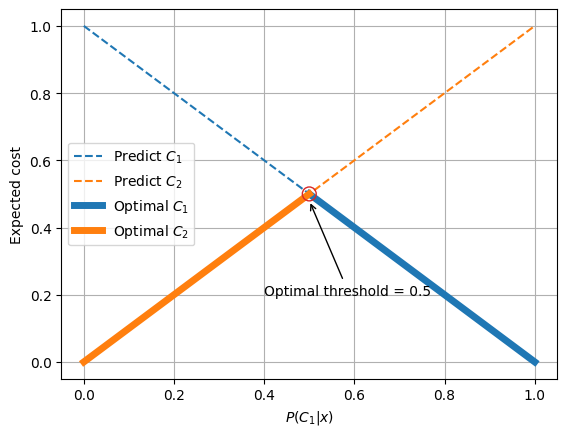 1.0
0.8
0.6
0.4
0.2
0.0
Expected cost
Predict $C_1$
Predict $C_2$
Optimal $C_1$
Optimal $C_2$
Optimal threshold = 0.5
0.0 0.2 0.4 0.6 0.8 1.0
$P(C_1|x)$